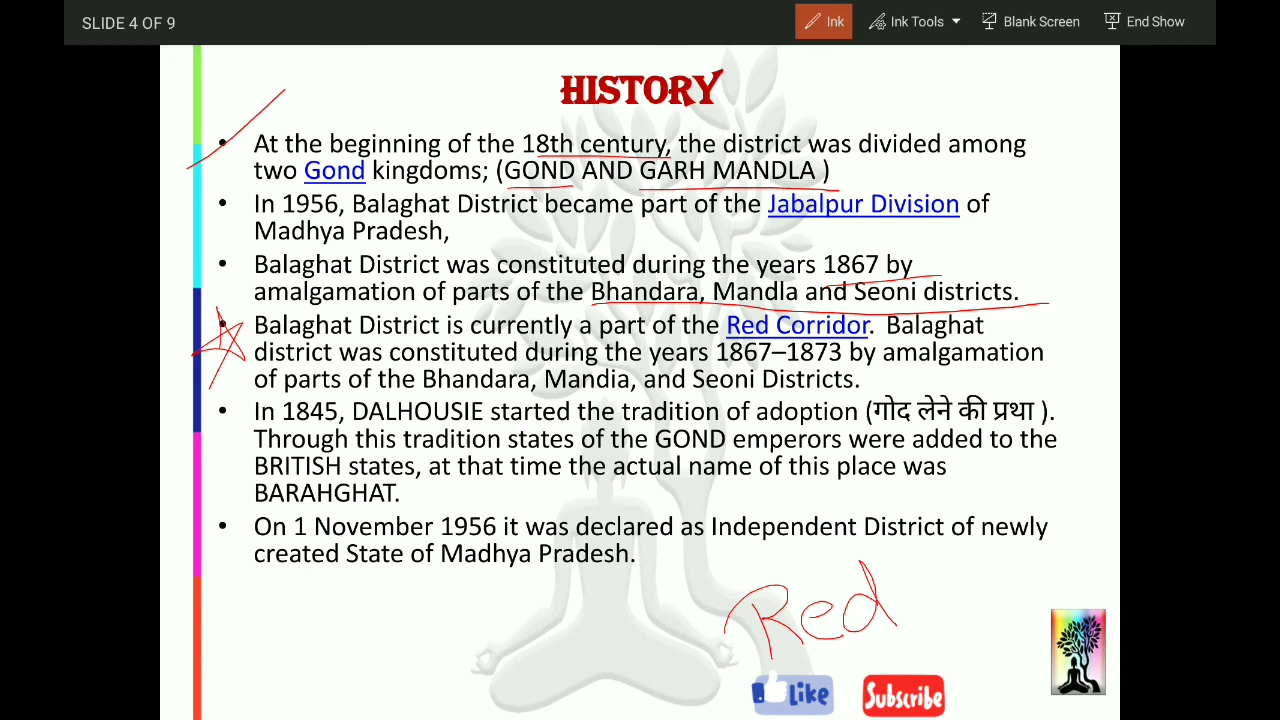 SLIDE 4 OF 9
Ink
Ink Tools
Blank Screen
End Show
HISTORY
• At the beginning of the 18th century, the district was divided among
two Gond kingdoms; (GOND AND GARH MANDLA )
• In 1956, Balaghat District became part of the Jabalpur Division of
Madhya Pradesh,
• Balaghat District was constituted during the years 1867 by
amalgamation of parts of the Bhandara, Mandla and Seoni districts.
• Balaghat District is currently a part of the Red Corridor. Balaghat
district was constituted during the years 1867–1873 by amalgamation
of parts of the Bhandara, Mandia, and Seoni Districts.
• In 1845, DALHOUSIE started the tradition of adoption (गोद लेने की प्रथा ).
Through this tradition states of the GOND emperors were added to the
BRITISH states, at that time the actual name of this place was
BARAHGHAT.
• On 1 November 1956 it was declared as Independent District of newly
created State of Madhya Pradesh.
Red
Like
Subscribe